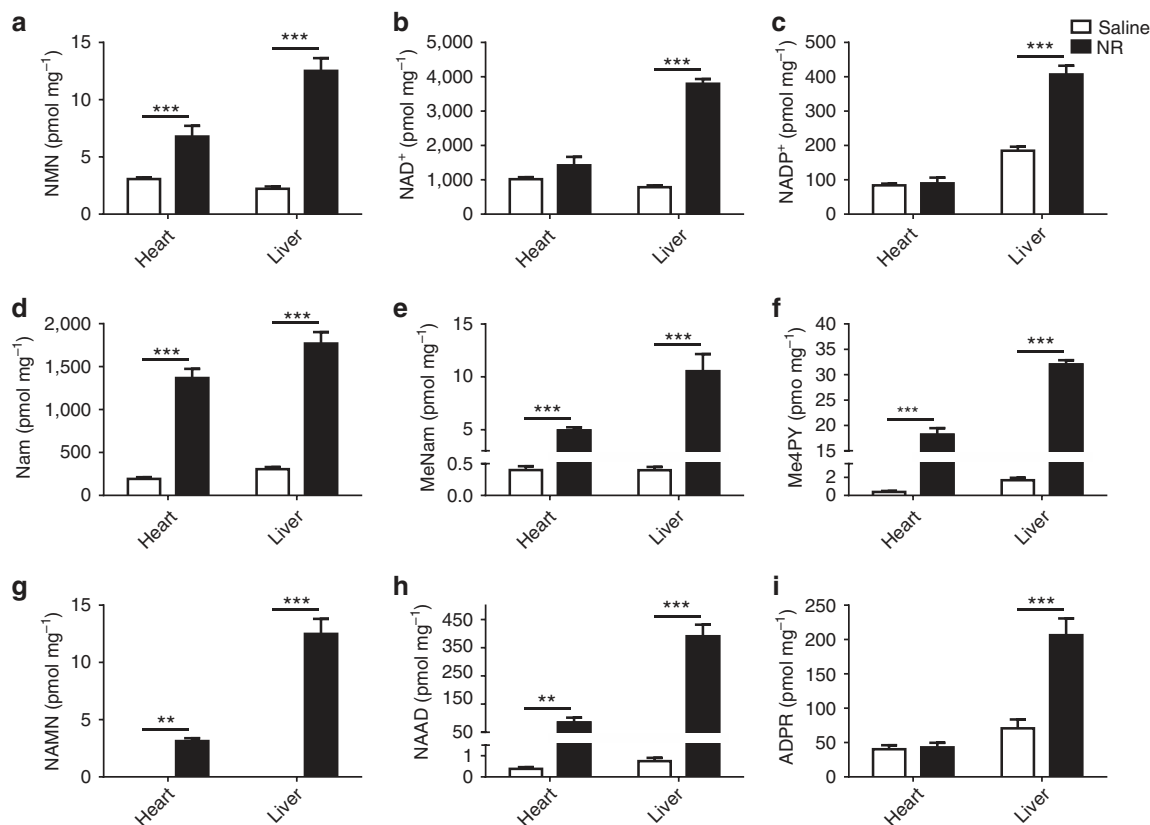 a
NMN (pmol mg⁻¹)
15
10
5
0
***
***
Heart
Liver
b
NAD⁺ (pmol mg⁻¹)
5,000
4,000
3,000
2,000
1,000
0
***
Heart
Liver
c
NADP⁺ (pmol mg⁻¹)
500
400
300
200
100
0
***
Heart
Liver
Saline
NR
d
Nam (pmol mg⁻¹)
2,000
1,500
1,000
500
0
***
***
Heart
Liver
e
MeNam (pmol mg⁻¹)
15
10
5
0.5
0.0
***
***
Heart
Liver
f
Me4PY (pmo mg⁻¹)
40
35
30
25
20
15
2
0
***
***
Heart
Liver
g
NAMN (pmol mg⁻¹)
15
10
5
0
**
***
Heart
Liver
h
NAAD (pmol mg⁻¹)
450
350
250
150
50
1
0
**
***
Heart
Liver
i
ADPR (pmol mg⁻¹)
250
200
150
100
50
0
***
Heart
Liver